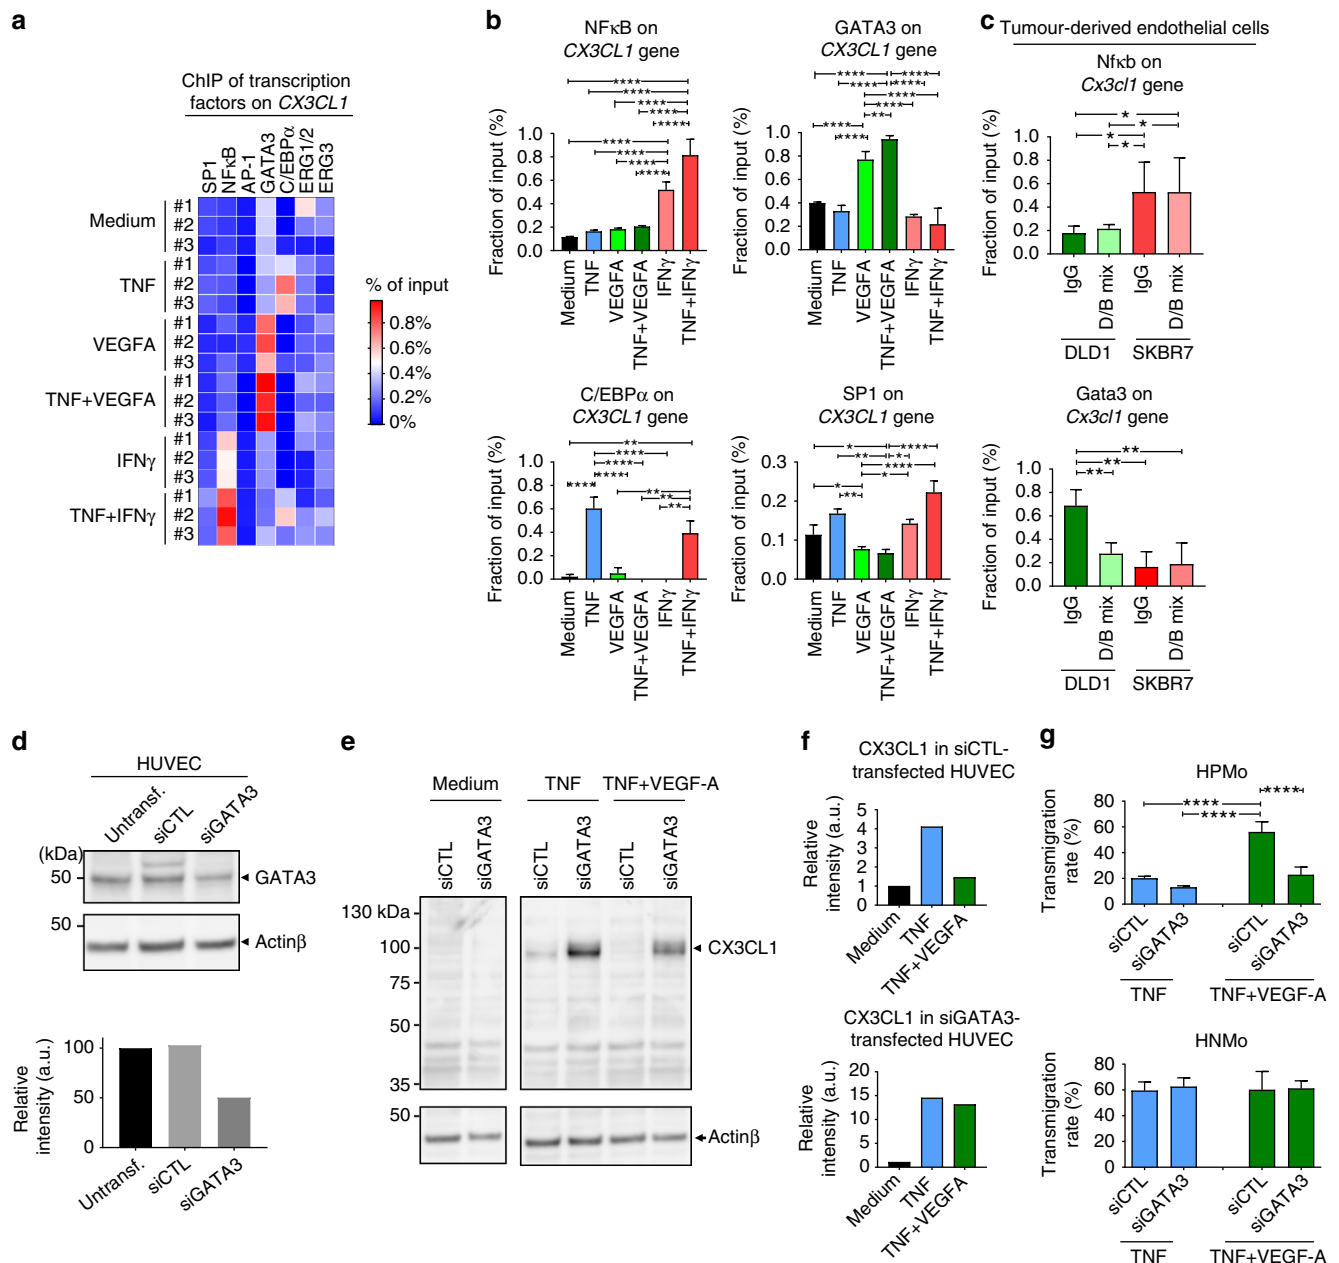 a
ChIP of transcription
factors on CX3CL1
SP1
NFκB
AP-1
GATA3
C/EBPα
ERG1/2
ERG3
Medium
#1
#2
#3
TNF
#1
#2
#3
VEGFA
#1
#2
#3
TNF+VEGFA
#1
#2
#3
IFNγ
#1
#2
#3
TNF+IFNγ
#1
#2
#3
% of input
0.8%
0.6%
0.4%
0.2%
0%
b
NFκB on
CX3CL1 gene
****
****
****
****
****
****
****
****
****
Fraction of input (%)
1.0
0.8
0.6
0.4
0.2
0.0
Medium
TNF
VEGFA
TNF+VEGFA
IFNγ
TNF+IFNγ
GATA3 on
CX3CL1 gene
**** ****
**** ****
****
****
**** **
****
Fraction of input (%)
1.0
0.8
0.6
0.4
0.2
0.0
Medium
TNF
VEGFA
TNF+VEGFA
IFNγ
TNF+IFNγ
C/EBPα on
CX3CL1 gene
**
****
****
**** ****
**
**
**
Fraction of input (%)
1.0
0.8
0.6
0.4
0.2
0.0
Medium
TNF
VEGFA
TNF+VEGFA
IFNγ
TNF+IFNγ
SP1 on
CX3CL1 gene
* ****
** *
****
*
*
**
Fraction of input (%)
0.3
0.2
0.1
0.0
Medium
TNF
VEGFA
TNF+VEGFA
IFNγ
TNF+IFNγ
c
Tumour-derived endothelial cells
Nfκb on
Cx3cl1 gene
*
*
*
*
Fraction of input (%)
1.0
0.8
0.6
0.4
0.2
0.0
IgG
D/B mix
IgG
D/B mix
DLD1
SKBR7
Gata3 on
Cx3cl1 gene
**
**
**
Fraction of input (%)
1.0
0.8
0.6
0.4
0.2
0.0
IgG
D/B mix
IgG
D/B mix
DLD1
SKBR7
d
HUVEC
Untransf.
siCTL
siGATA3
(kDa)
50
GATA3
50
Actinβ
Relative
intensity (a.u.)
100
50
0
Untransf.
siCTL
siGATA3
e
Medium
TNF
TNF+VEGF-A
siCTL
siGATA3
siCTL
siGATA3
siCTL
siGATA3
130 kDa
100
75
50
35
CX3CL1
50
Actinβ
f
CX3CL1 in siCTL-
transfected HUVEC
Relative
intensity (a.u.)
5
4
3
2
1
0
Medium
TNF
TNF+VEGFA
CX3CL1 in siGATA3-
transfected HUVEC
Relative
intensity (a.u.)
20
15
10
5
0
Medium
TNF
TNF+VEGFA
g
HPMo
****
****
****
Transmigration
rate (%)
80
60
40
20
0
siCTL
siGATA3
siCTL
siGATA3
TNF
TNF+VEGF-A
HNMo
Transmigration
rate (%)
80
60
40
20
0
siCTL
siGATA3
siCTL
siGATA3
TNF
TNF+VEGF-A